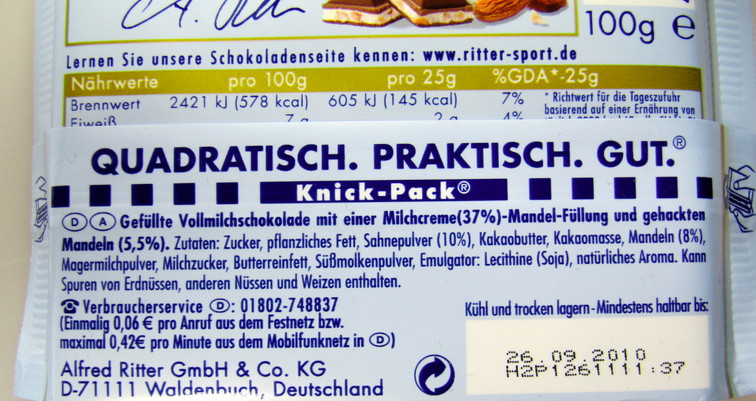 100g e
Lernen Sie unsere Schokoladenseite kennen: www.ritter-sport.de
Nährwerte pro 100g pro 25g %GDA*-25g
Brennwert 2421 kJ (578 kcal) 605 kJ (145 kcal) 7% * Richtwert für die Tageszufuhr
basierend auf einer Ernährung von
Eiweiß 7 g 2 g 4%
QUADRATISCH. PRAKTISCH. GUT.®
Knick-Pack®
D A Gefüllte Vollmilchschokolade mit einer Milchcreme(37%)-Mandel-Füllung und gehackten
Mandeln (5,5%). Zutaten: Zucker, pflanzliches Fett, Sahnepulver (10%), Kakaobutter, Kakaomasse, Mandeln (8%),
Magermilchpulver, Milchzucker, Butterreinfett, Süßmolkenpulver, Emulgator: Lecithine (Soja), natürliches Aroma. Kann
Spuren von Erdnüssen, anderen Nüssen und Weizen enthalten.
☎ Verbraucherservice D: 01802-748837
(Einmalig 0,06 € pro Anruf aus dem Festnetz bzw.
maximal 0,42€ pro Minute aus dem Mobilfunknetz in D)
Alfred Ritter GmbH & Co. KG
D-71111 Waldenbuch, Deutschland
Kühl und trocken lagern - Mindestens haltbar bis:
26.09.2010
H2P1261111:37